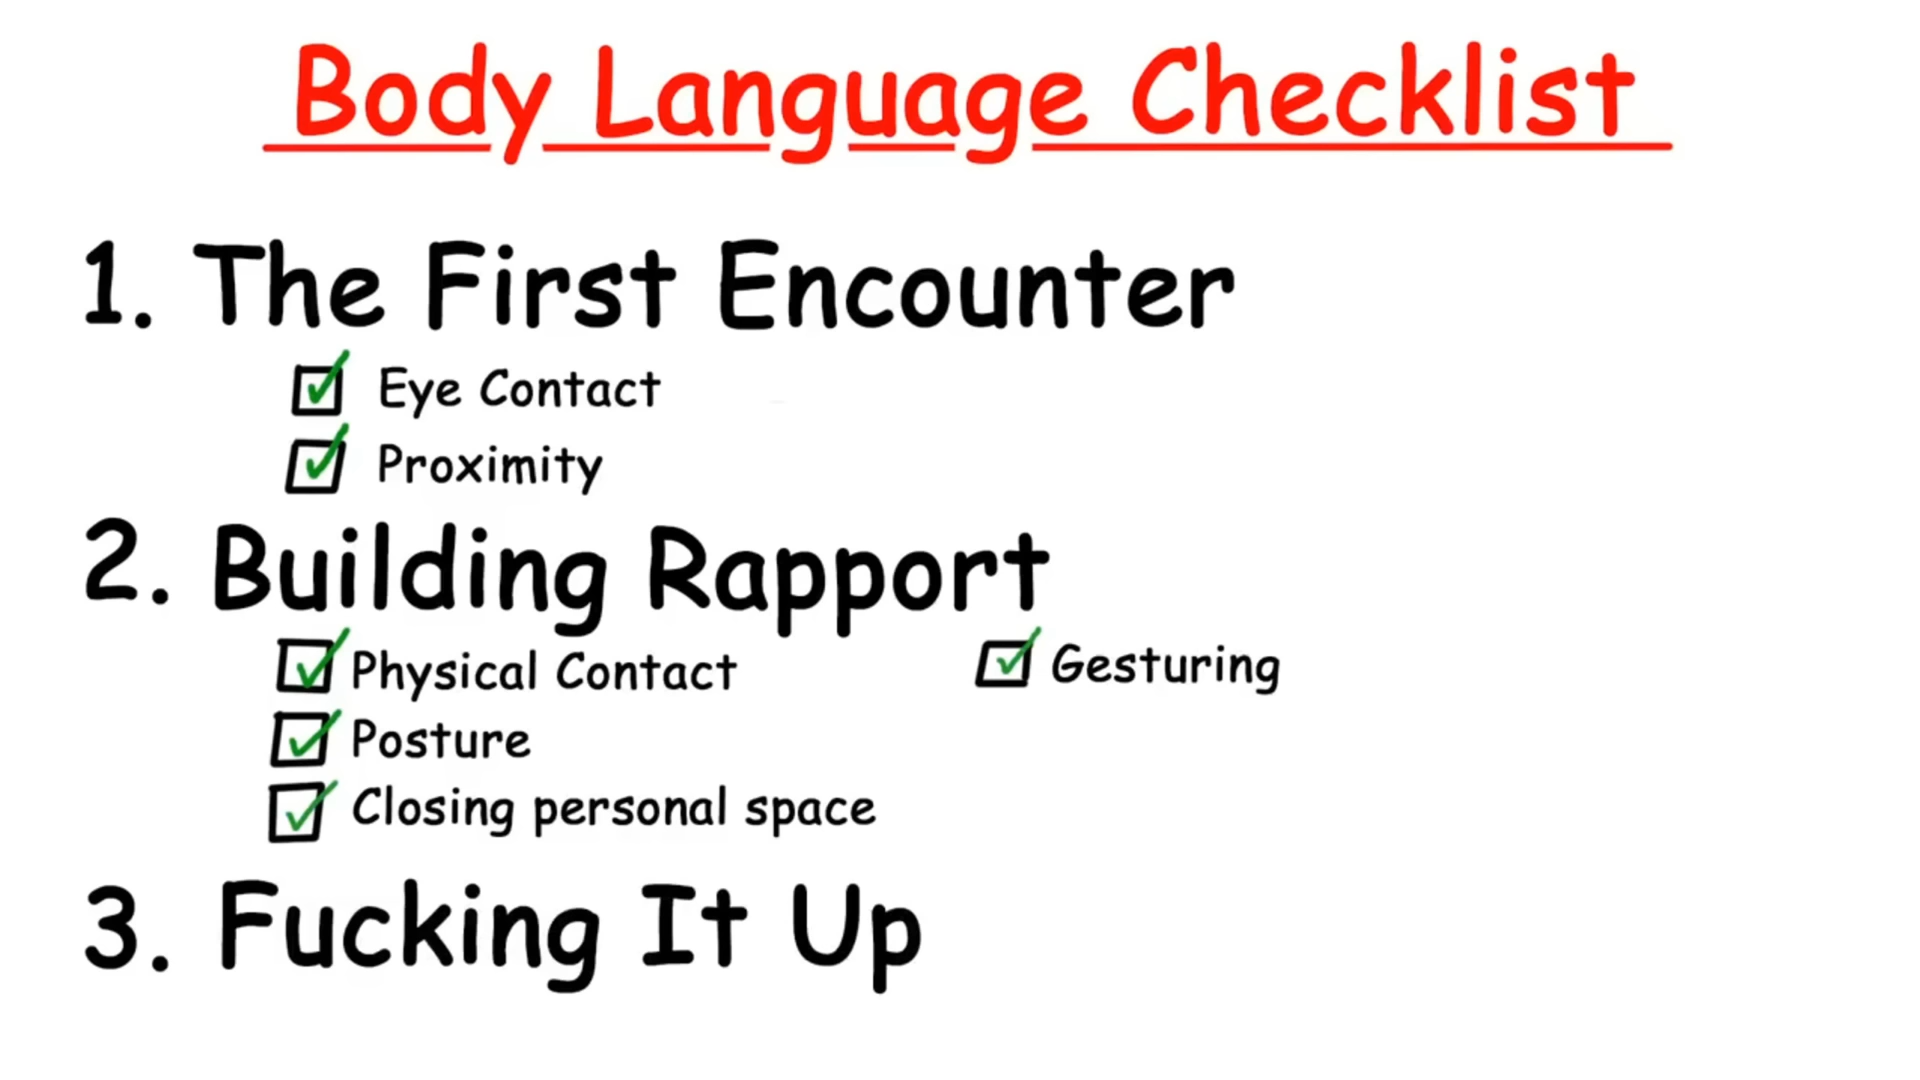 Body Language Checklist
1. The First Encounter
Eye Contact
Proximity
2. Building Rapport
Physical Contact
Gesturing
Posture
Closing personal space
3. Fucking It Up